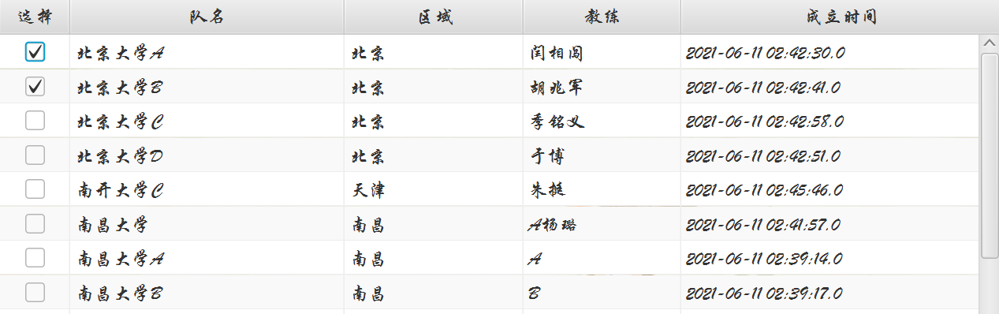 选择 队名 区域 教练 成立时间
北京大学A 北京 闫相闯 2021-06-11 02:42:30.0
北京大学B 北京 胡兆军 2021-06-11 02:42:41.0
北京大学C 北京 季铭义 2021-06-11 02:42:58.0
北京大学D 北京 于博 2021-06-11 02:42:51.0
南开大学C 天津 朱挺 2021-06-11 02:45:46.0
南昌大学 南昌 A杨璐 2021-06-11 02:41:57.0
南昌大学A 南昌 A 2021-06-11 02:39:14.0
南昌大学B 南昌 B 2021-06-11 02:39:17.0